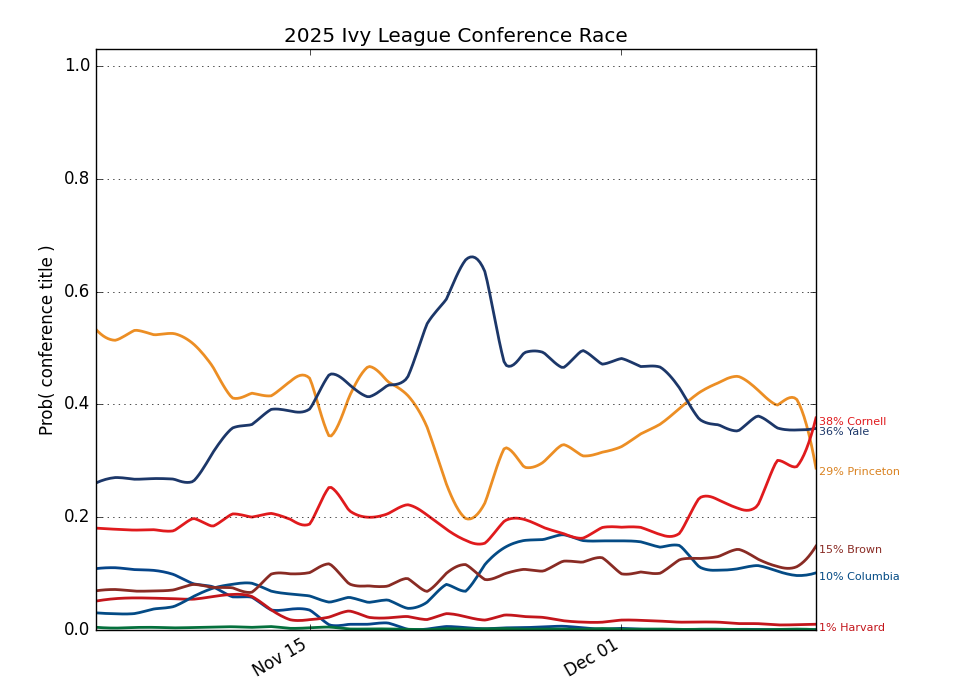 2025 Ivy League Conference Race
Prob( conference title )
1.0
0.8
0.6
0.4
0.2
0.0
Nov 15
Dec 01
38% Cornell
36% Yale
29% Princeton
15% Brown
10% Columbia
1% Harvard